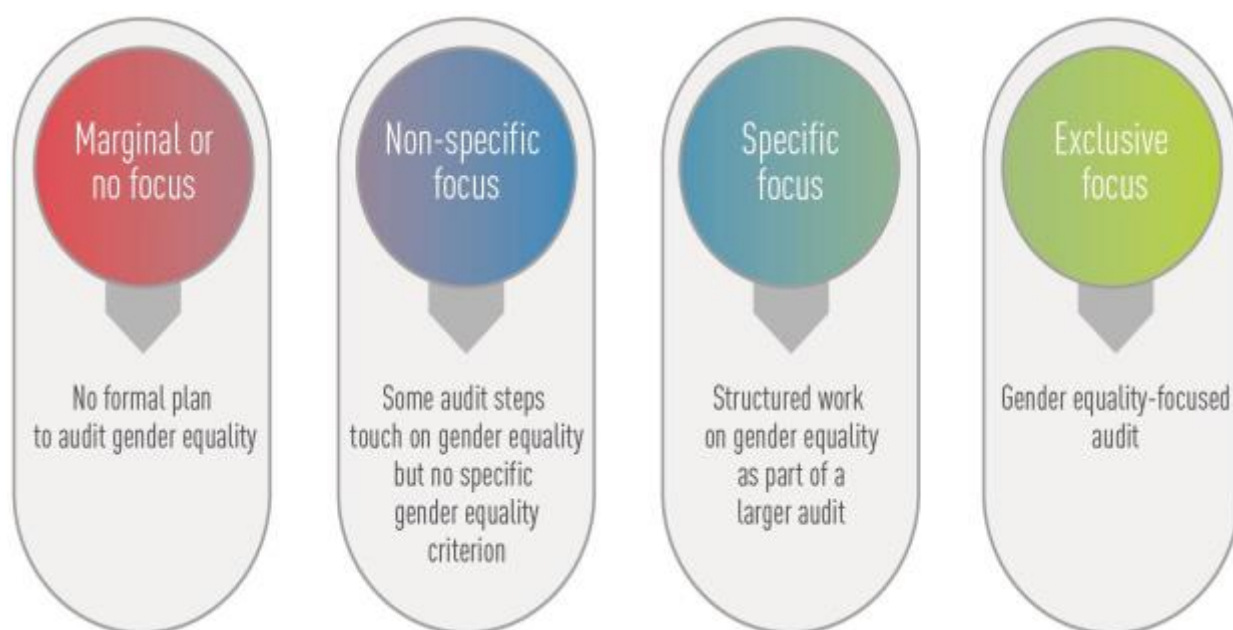 Marginal or
no focus
No formal plan
to audit gender equality
Non-specific
focus
Some audit steps
touch on gender equality
but no specific
gender equality
criterion
Specific
focus
Structured work
on gender equality
as part of a
larger audit
Exclusive
focus
Gender equality-focused
audit